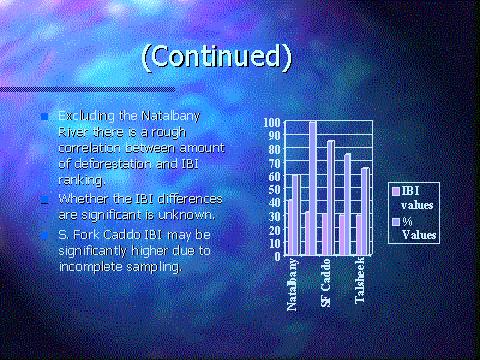 (Continued)
Excluding the Natalbany
River there is a rough
correlation between amount
of deforestation and IBI
ranking.
Whether the IBI differences
are significant is unknown.
S. Fork Caddo IBI may be
significantly higher due to
incomplete sampling.
100
90
80
70
60
50
40
30
20
10
0
Natalbany
SF Caddo
Talsheek
IBI
values
%
Values